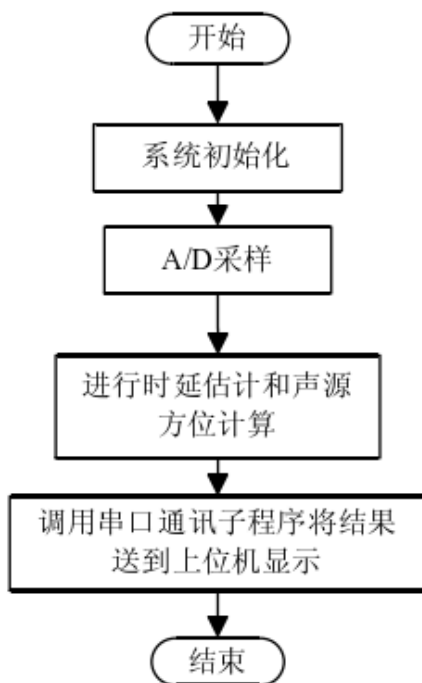 开始
系统初始化
A/D采样
进行时延估计和声源
方位计算
调用串口通讯子程序将结果
送到上位机显示
结束